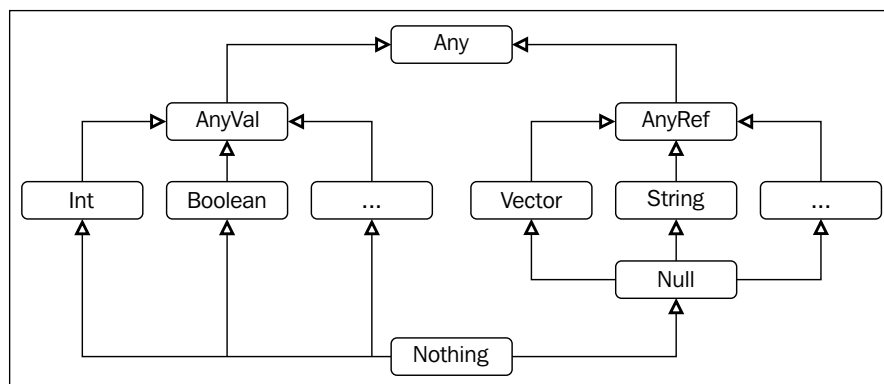 Any
AnyVal AnyRef
Int Boolean ... Vector String ...
Null
Nothing